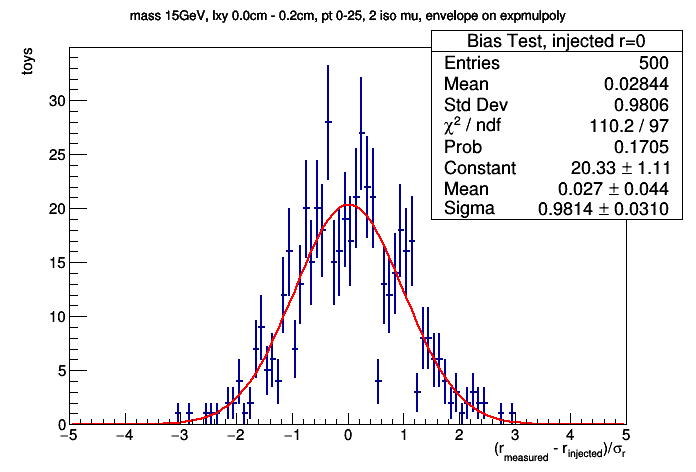 mass 15GeV, lxy 0.0cm - 0.2cm, pt 0-25, 2 iso mu, envelope on expmulpoly
Bias Test, injected r=0
Entries 500
Mean 0.02844
Std Dev 0.9806
χ² / ndf 110.2 / 97
Prob 0.1705
Constant 20.33 ± 1.11
Mean 0.027 ± 0.044
Sigma 0.9814 ± 0.0310
toys
30
25
20
15
10
5
0
−5 −4 −3 −2 −1 0 1 2 3 4 5
(r_measured - r_injected)/σ_r